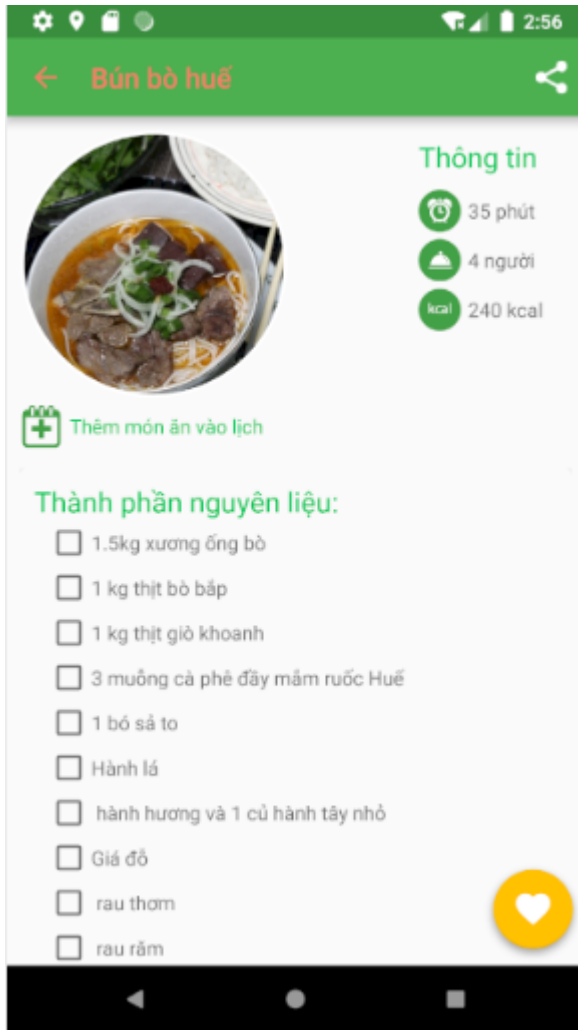 2:56
Bún bò huế
Thông tin
35 phút
4 người
kcal 240 kcal
Thêm món ăn vào lịch
Thành phần nguyên liệu:
1.5kg xương ống bò
1 kg thịt bò bắp
1 kg thịt giò khoanh
3 muỗng cà phê đầy mắm ruốc Huế
1 bó sả to
Hành lá
hành hương và 1 củ hành tây nhỏ
Giá đỗ
rau thơm
rau răm